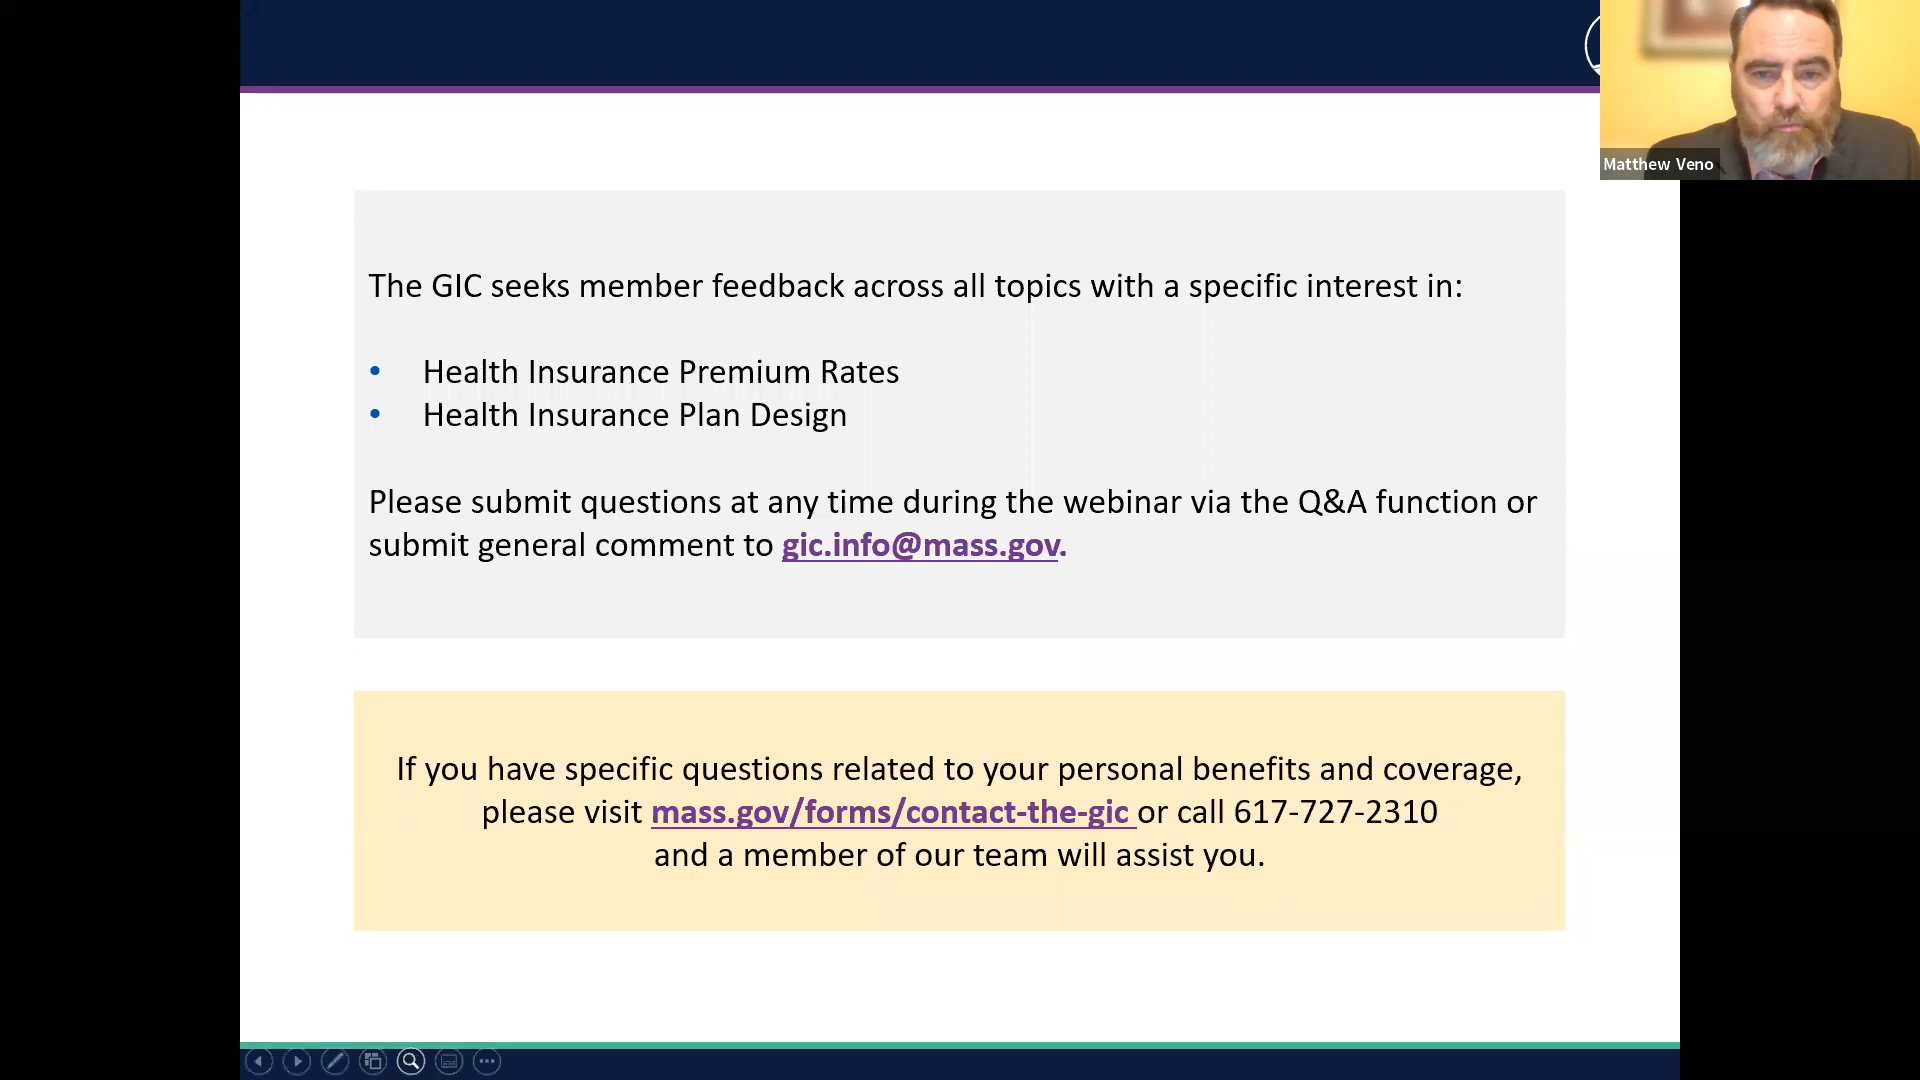 Matthew Veno
The GIC seeks member feedback across all topics with a specific interest in:
• Health Insurance Premium Rates
• Health Insurance Plan Design
Please submit questions at any time during the webinar via the Q&A function or
submit general comment to gic.info@mass.gov.
If you have specific questions related to your personal benefits and coverage,
please visit mass.gov/forms/contact-the-gic or call 617-727-2310
and a member of our team will assist you.